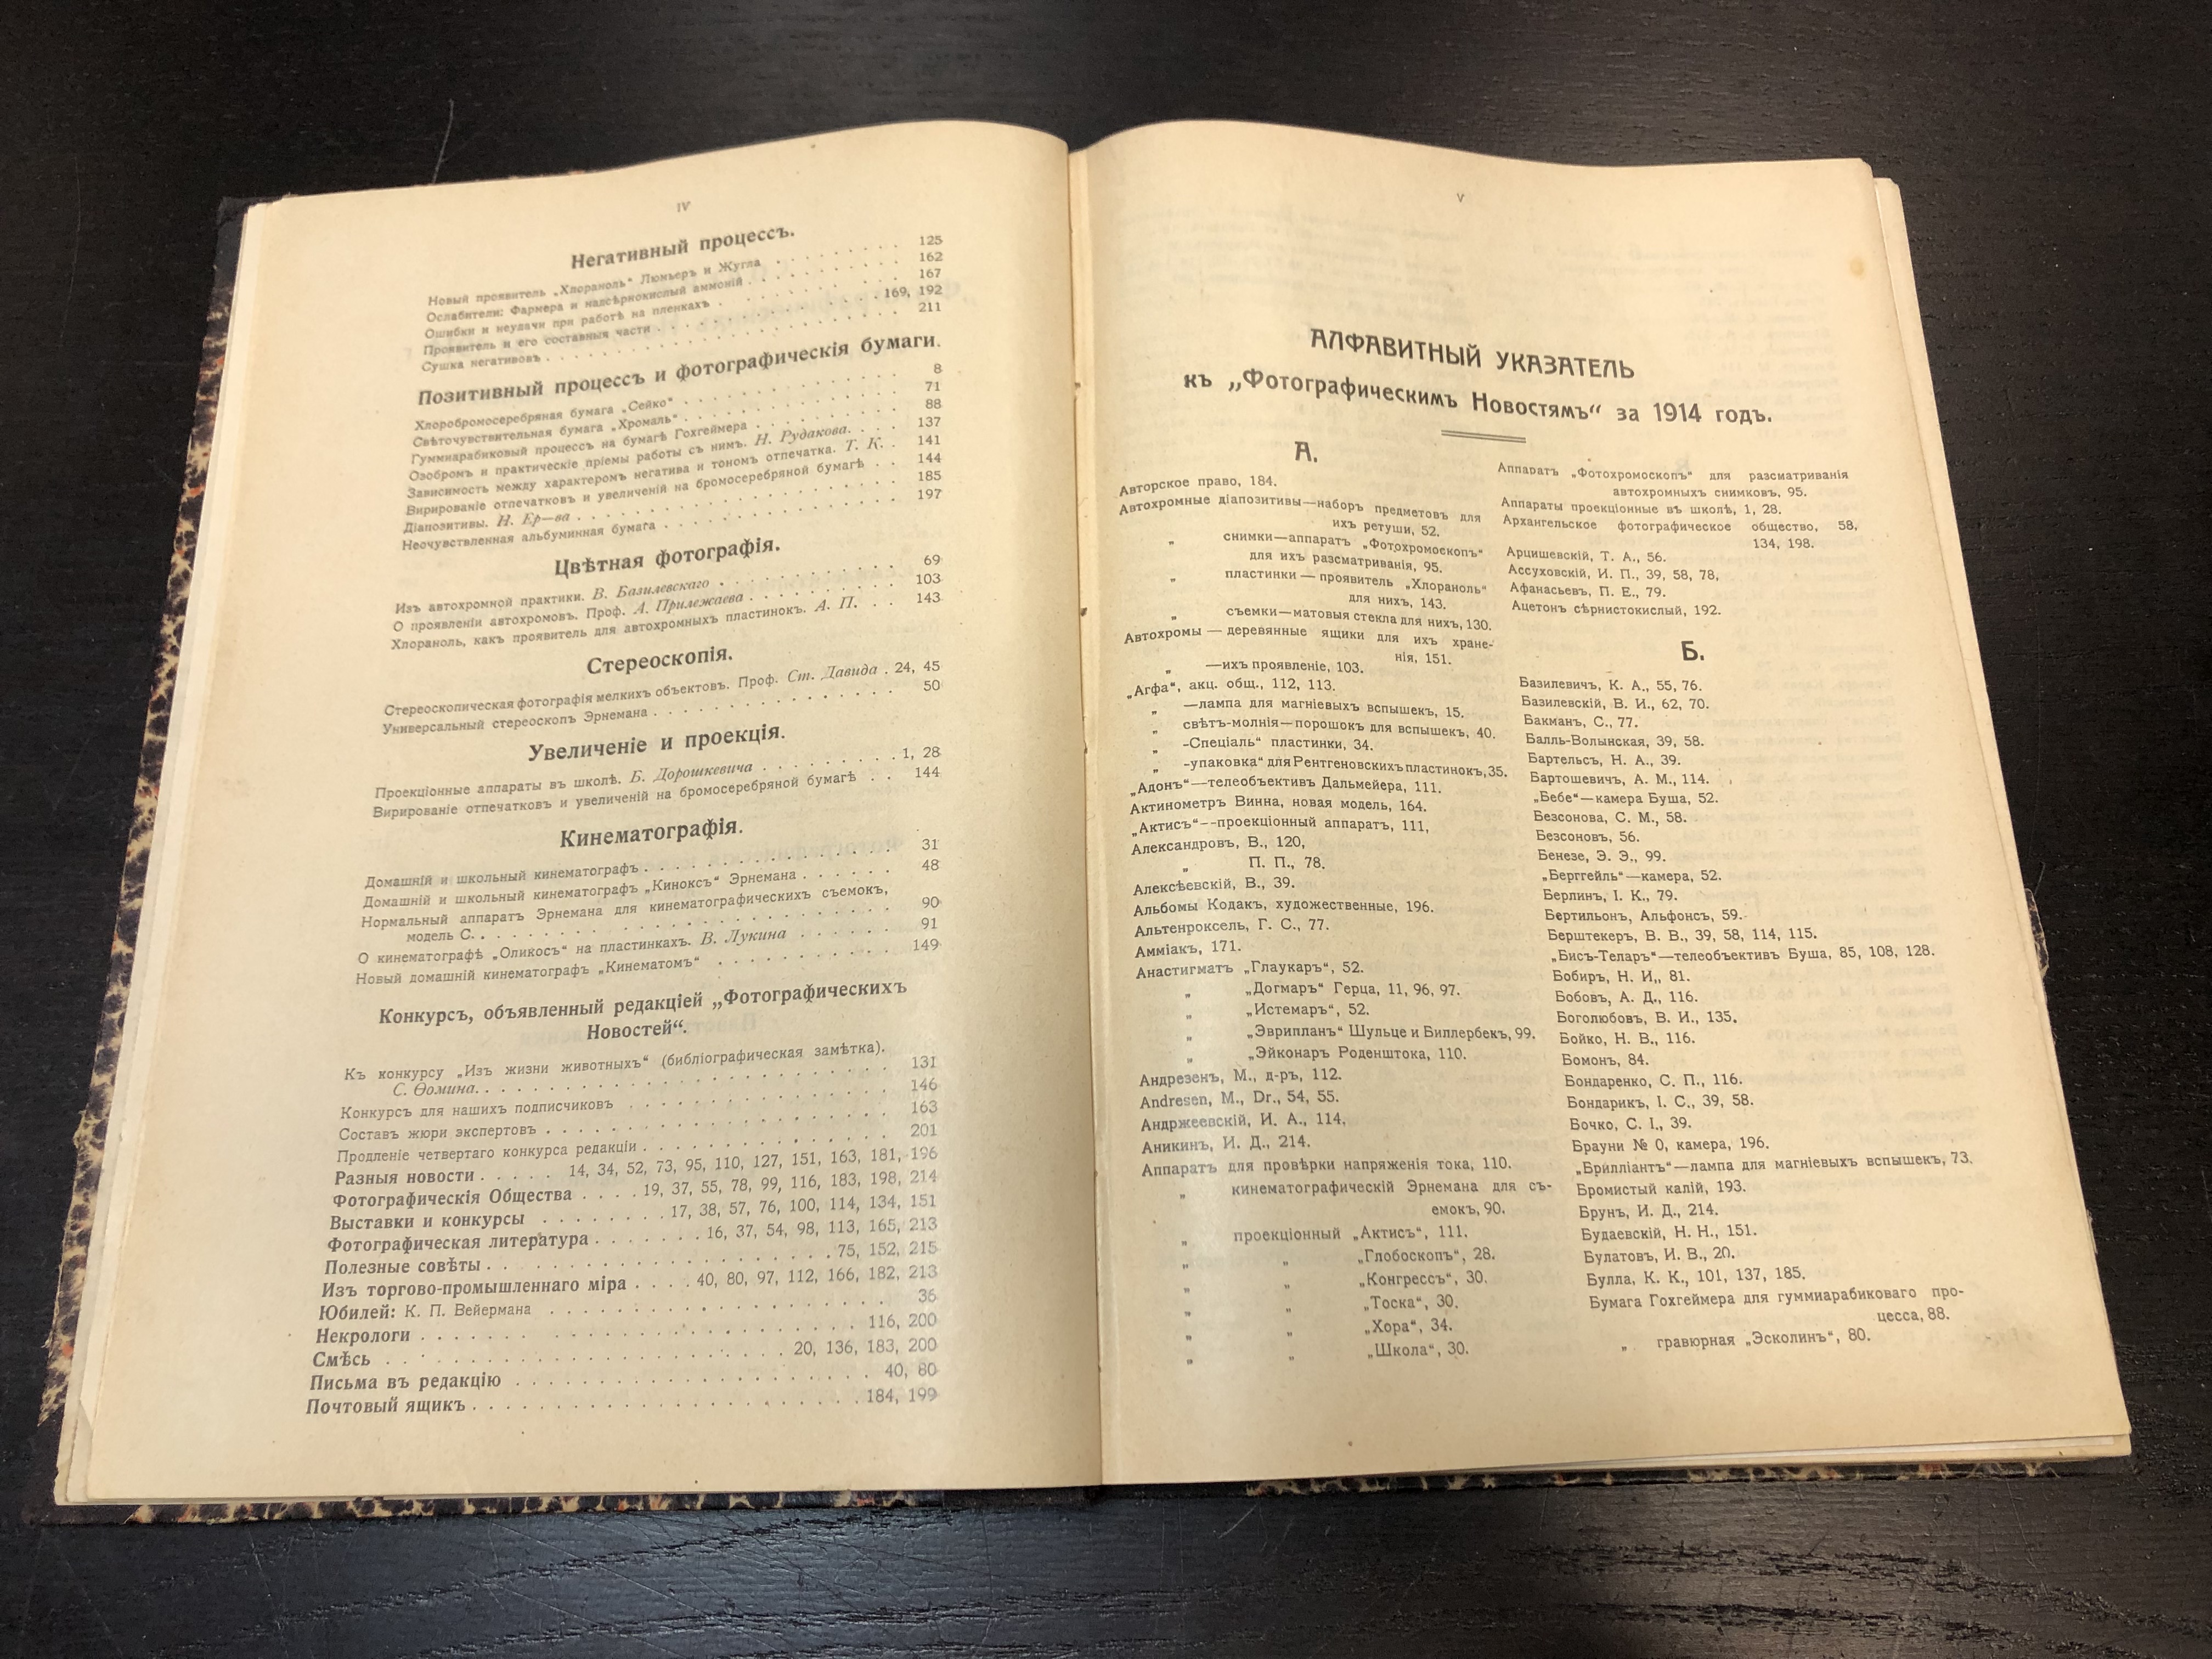 IV
Негативный процессъ.
Новый проявитель „Хлоранолъ“ Люмьеръ и Жугла . . . . . . . . 125
Ослабители: Фармера и надсѣрнокислый аммоній . . . . . . . . 162
Ошибки и неудачи при работѣ на пленкахъ . . . . . . . . 167
Проявитель и его составныя части . . . . . . . . 169, 192
Сушка негативовъ . . . . . . . . 211
Позитивный процессъ и фотографическія бумаги.
Хлоробромосеребряная бумага „Сейко“ . . . . . . . . 8
Свѣточувствительная бумага „Хромаль“ . . . . . . . . 71
Гуммиарабиковый процессъ на бумагѣ Гохгеймера . . . . . . . . 88
Озобромъ и практическіе пріемы работы съ нимъ. Н. Рудакова. . . . . 137
Зависимость между характеромъ негатива и тономъ отпечатка. Т. К. . 141
Вирированіе отпечатковъ и увеличеній на бромосеребряной бумагѣ . . 144
Діапозитивы. Н. Ер—ва . . . . . . . . 185
Неочувствленная альбуминная бумага . . . . . . . . 197
Цвѣтная фотографія.
Изъ автохромной практики. В. Базилевскаго . . . . . . . . 69
О проявленіи автохромовъ. Проф. А. Прилежаева . . . . . . . . 103
Хлоранолъ, какъ проявитель для автохромныхъ пластинокъ. А. П. . . 143
Стереоскопія.
Стереоскопическая фотографія мелкихъ объектовъ. Проф. Ст. Давида . 24, 45
Универсальный стереоскопъ Эрнемана . . . . . . . . 50
Увеличеніе и проекція.
Проекціонные аппараты въ школѣ. Б. Дорошкевича . . . . . . . . 1, 28
Вирированіе отпечатковъ и увеличеній на бромосеребряной бумагѣ . . 144
Кинематографія.
Домашній и школьный кинематографъ . . . . . . . . 31
Домашній и школьный кинематографъ „Киноксъ“ Эрнемана . . . . . . 48
Нормальный аппаратъ Эрнемана для кинематографическихъ съемокъ,
модель С. . . . . . . . . 90
О кинематографѣ „Оликосъ“ на пластинкахъ. В. Лукина . . . . . . 91
Новый домашній кинематографъ „Кинематомъ“ . . . . . . . . 149
Конкурсъ, объявленный редакціей „Фотографическихъ
Новостей“.
Къ конкурсу „Изъ жизни животныхъ“ (библіографическая замѣтка).
С. Ѳомина. . . . . . . . . 131
Конкурсъ для нашихъ подписчиковъ . . . . . . . . 146
Составъ жюри экспертовъ . . . . . . . . 163
Продленіе четвертаго конкурса редакціи . . . . . . . . 201
Разныя новости . . . . . 14, 34, 52, 73, 95, 110, 127, 151, 163, 181, 196
Фотографическія Общества . . . . 19, 37, 55, 78, 99, 116, 183, 198, 214
Выставки и конкурсы . . . . . . . . 17, 38, 57, 76, 100, 114, 134, 151
Фотографическая литература . . . . . . . 16, 37, 54, 98, 113, 165, 213
Полезные совѣты . . . . . . . . 75, 152, 215
Изъ торгово-промышленнаго міра . . . . 40, 80, 97, 112, 166, 182, 213
Юбилей: К. П. Вейермана . . . . . . . . 36
Некрологи . . . . . . . . 116, 200
Смѣсь . . . . . . . . 20, 136, 183, 200
Письма въ редакцію . . . . . . . . 40, 80
Почтовый ящикъ . . . . . . . . 184, 199
V
АЛФАВИТНЫЙ УКАЗАТЕЛЬ
къ „Фотографическимъ Новостямъ“ за 1914 годъ.
А.
Авторское право, 184.
Автохромные діапозитивы—наборъ предметовъ для
ихъ ретуши, 52.
„ снимки—аппаратъ „Фотохромоскопъ“
для ихъ разсматриванія, 95.
„ пластинки — проявитель „Хлоранолъ“
для нихъ, 143.
„ съемки—матовыя стекла для нихъ, 130.
Автохромы — деревянные ящики для ихъ хране-
нія, 151.
„ —ихъ проявленіе, 103.
„Агфа“, акц. общ., 112, 113.
„ —лампа для магніевыхъ вспышекъ, 15.
„ свѣтъ-молнія—порошокъ для вспышекъ, 40.
„ -Спеціаль“ пластинки, 34.
„ -упаковка“ для Рентгеновскихъ пластинокъ, 35.
„Адонъ“—телеобъективъ Дальмейера, 111.
Актинометръ Винна, новая модель, 164.
„Актисъ“--проекціонный аппаратъ, 111,
Александровъ, В., 120,
„ П. П., 78.
Алексѣевскій, В., 39.
Альбомы Кодакъ, художественные, 196.
Альтенроксель, Г. С., 77.
Амміакъ, 171.
Анастигматъ „Глаукаръ“, 52.
„ „Догмаръ“ Герца, 11, 96, 97.
„ „Истемаръ“, 52.
„ „Эврипланъ“ Шульце и Биллербекъ, 99.
„ „Эйконаръ Роденштока, 110.
Андрезенъ, М., д-ръ, 112.
Andresen, M., Dr., 54, 55.
Андржеевскій, И. А., 114,
Аникинъ, И. Д., 214.
Аппаратъ для провѣрки напряженія тока, 110.
„ кинематографическій Эрнемана для съ-
емокъ, 90.
„ проекціонный „Актисъ“, 111.
„ „ „Глобоскопъ“, 28.
„ „ „Конгрессъ“, 30.
„ „ „Тоска“, 30.
„ „ „Хора“, 34.
„ „ „Школа“, 30.
Аппаратъ „Фотохромоскопъ“ для разсматриванія
автохромныхъ снимковъ, 95.
Аппараты проекціонные въ школѣ, 1, 28.
Архангельское фотографическое общество, 58,
134, 198.
Арцишевскій, Т. А., 56.
Ассуховскій, И. П., 39, 58, 78,
Афанасьевъ, П. Е., 79.
Ацетонъ сѣрнистокислый, 192.
Б.
Базилевичъ, К. А., 55, 76.
Базилевскій, В. И., 62, 70.
Бакманъ, С., 77.
Балль-Волынская, 39, 58.
Бартельсъ, Н. А., 39.
Бартошевичъ, А. М., 114.
„Бебе“—камера Буша, 52.
Безсонова, С. М., 58.
Безсоновъ, 56.
Бенезе, Э. Э., 99.
„Берггейль“—камера, 52.
Берлинъ, І. К., 79.
Бертильонъ, Альфонсъ, 59.
Берштекеръ, В. В., 39, 58, 114, 115.
„Бисъ-Теларъ“—телеобъективъ Буша, 85, 108, 128.
Бобиръ, Н. И,, 81.
Бобовъ, А. Д., 116.
Боголюбовъ, В. И., 135.
Бойко, Н. В., 116.
Бомонъ, 84.
Бондаренко, С. П., 116.
Бондарикъ, І. С., 39, 58.
Бочко, С. І., 39.
Брауни № 0, камера, 196.
„Брилліантъ“—лампа для магніевыхъ вспышекъ, 73.
Бромистый калій, 193.
Брунъ, И. Д., 214.
Будаевскій, Н. Н., 151.
Булатовъ, И. В., 20.
Булла, К. К., 101, 137, 185.
Бумага Гохгеймера для гуммиарабиковаго про-
цесса, 88.
„ гравюрная „Эсколинъ“, 80.